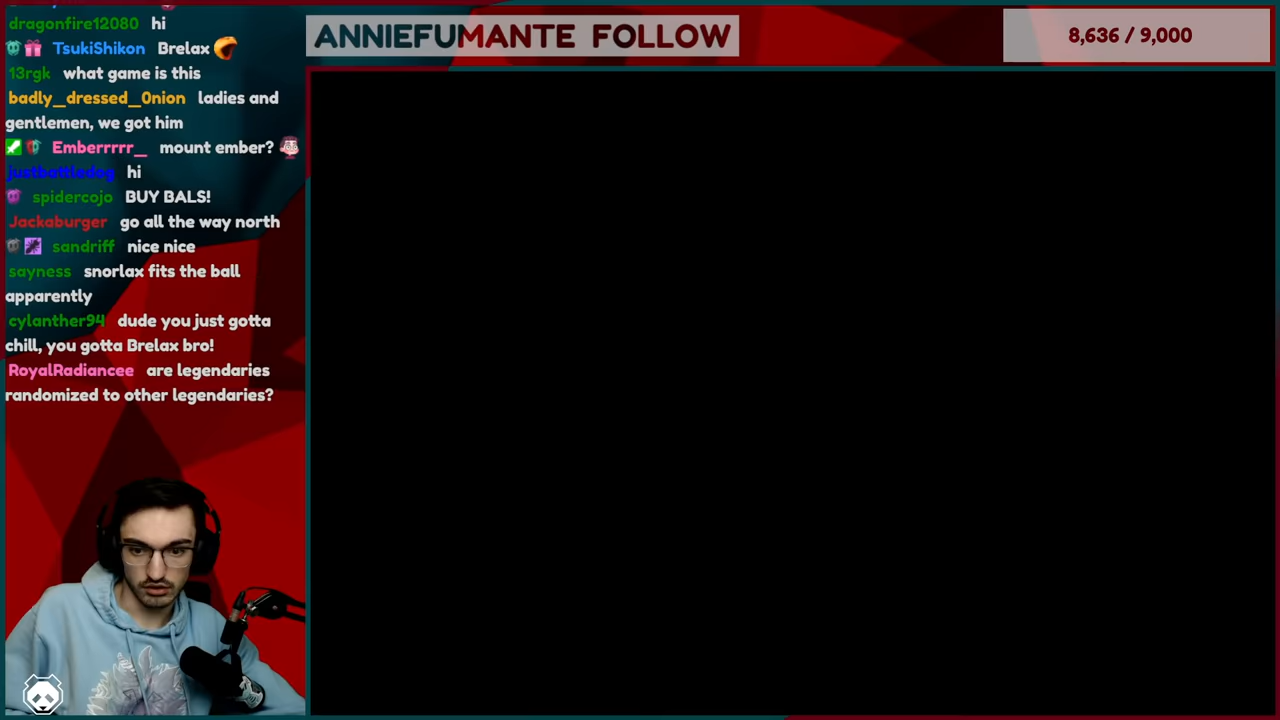 dragonfire12080 hi
TsukiShikon Brelax
13rgk what game is this
badly_dressed_0nion ladies and
gentlemen, we got him
Emberrrrr_ mount ember?
justbattledog hi
spidercojo BUY BALS!
Jackaburger go all the way north
sandriff nice nice
sayness snorlax fits the ball
apparently
cylanther94 dude you just gotta
chill, you gotta Brelax bro!
RoyalRadiancee are legendaries
randomized to other legendaries?
ANNIEFUMANTE FOLLOW
8,636 / 9,000